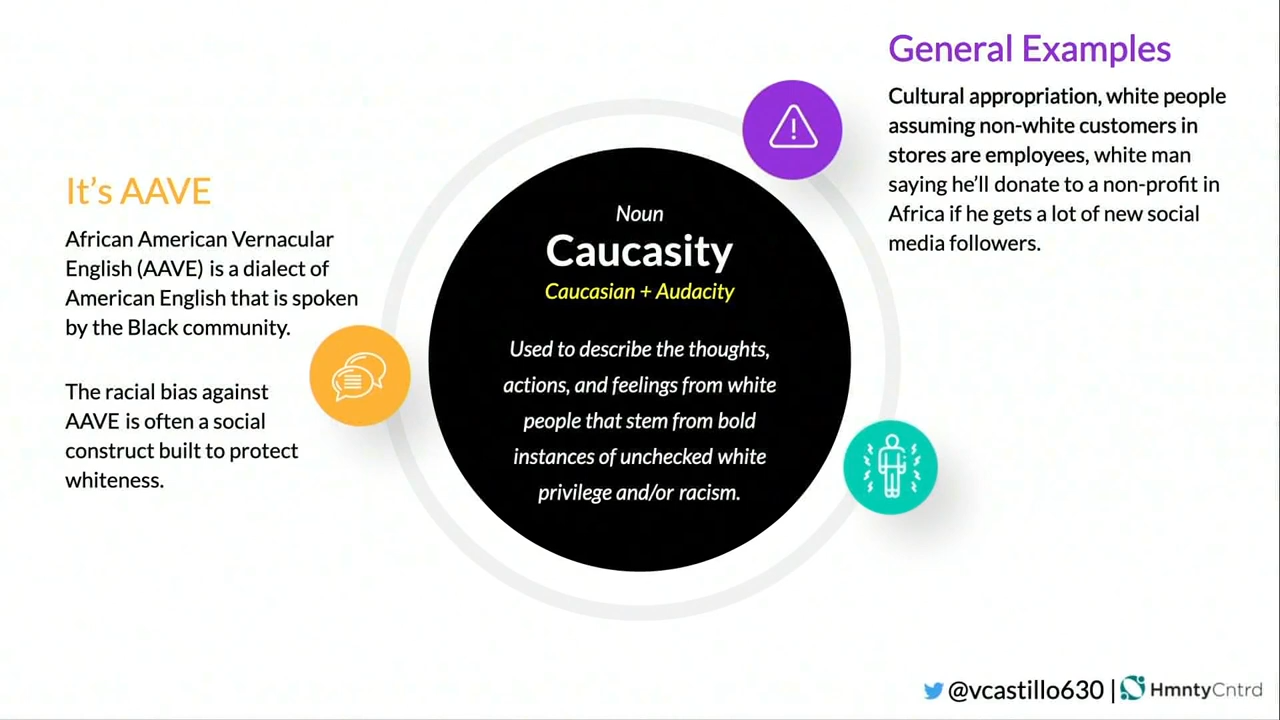 It’s AAVE
African American Vernacular
English (AAVE) is a dialect of
American English that is spoken
by the Black community.
The racial bias against
AAVE is often a social
construct built to protect
whiteness.
Noun
Caucasity
Caucasian + Audacity
Used to describe the thoughts,
actions, and feelings from white
people that stem from bold
instances of unchecked white
privilege and/or racism.
General Examples
Cultural appropriation, white people
assuming non-white customers in
stores are employees, white man
saying he’ll donate to a non-profit in
Africa if he gets a lot of new social
media followers.
@vcastillo630 | HmntyCntrd